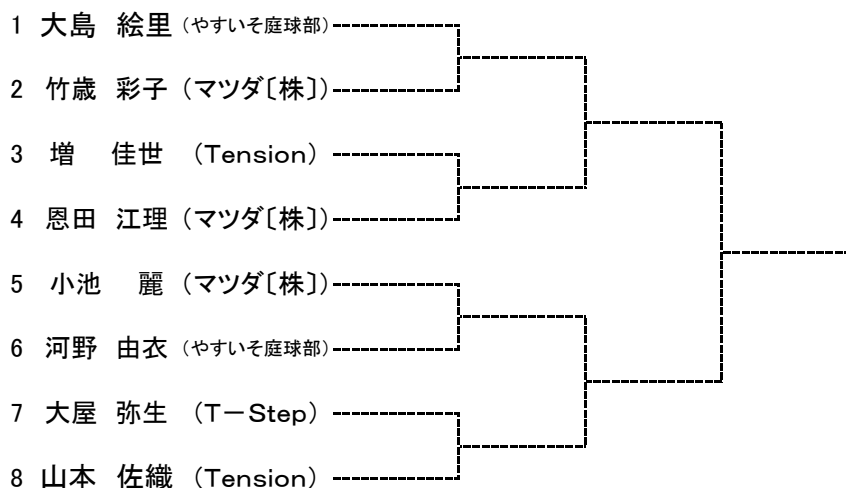 1 大島 絵里 (やすいそ庭球部)
2 竹歳 彩子 (マツダ〔株〕)
3 増 佳世 (Tension)
4 恩田 江理 (マツダ〔株〕)
5 小池 麗 (マツダ〔株〕)
6 河野 由衣 (やすいそ庭球部)
7 大屋 弥生 (T－Step)
8 山本 佐織 (Tension)